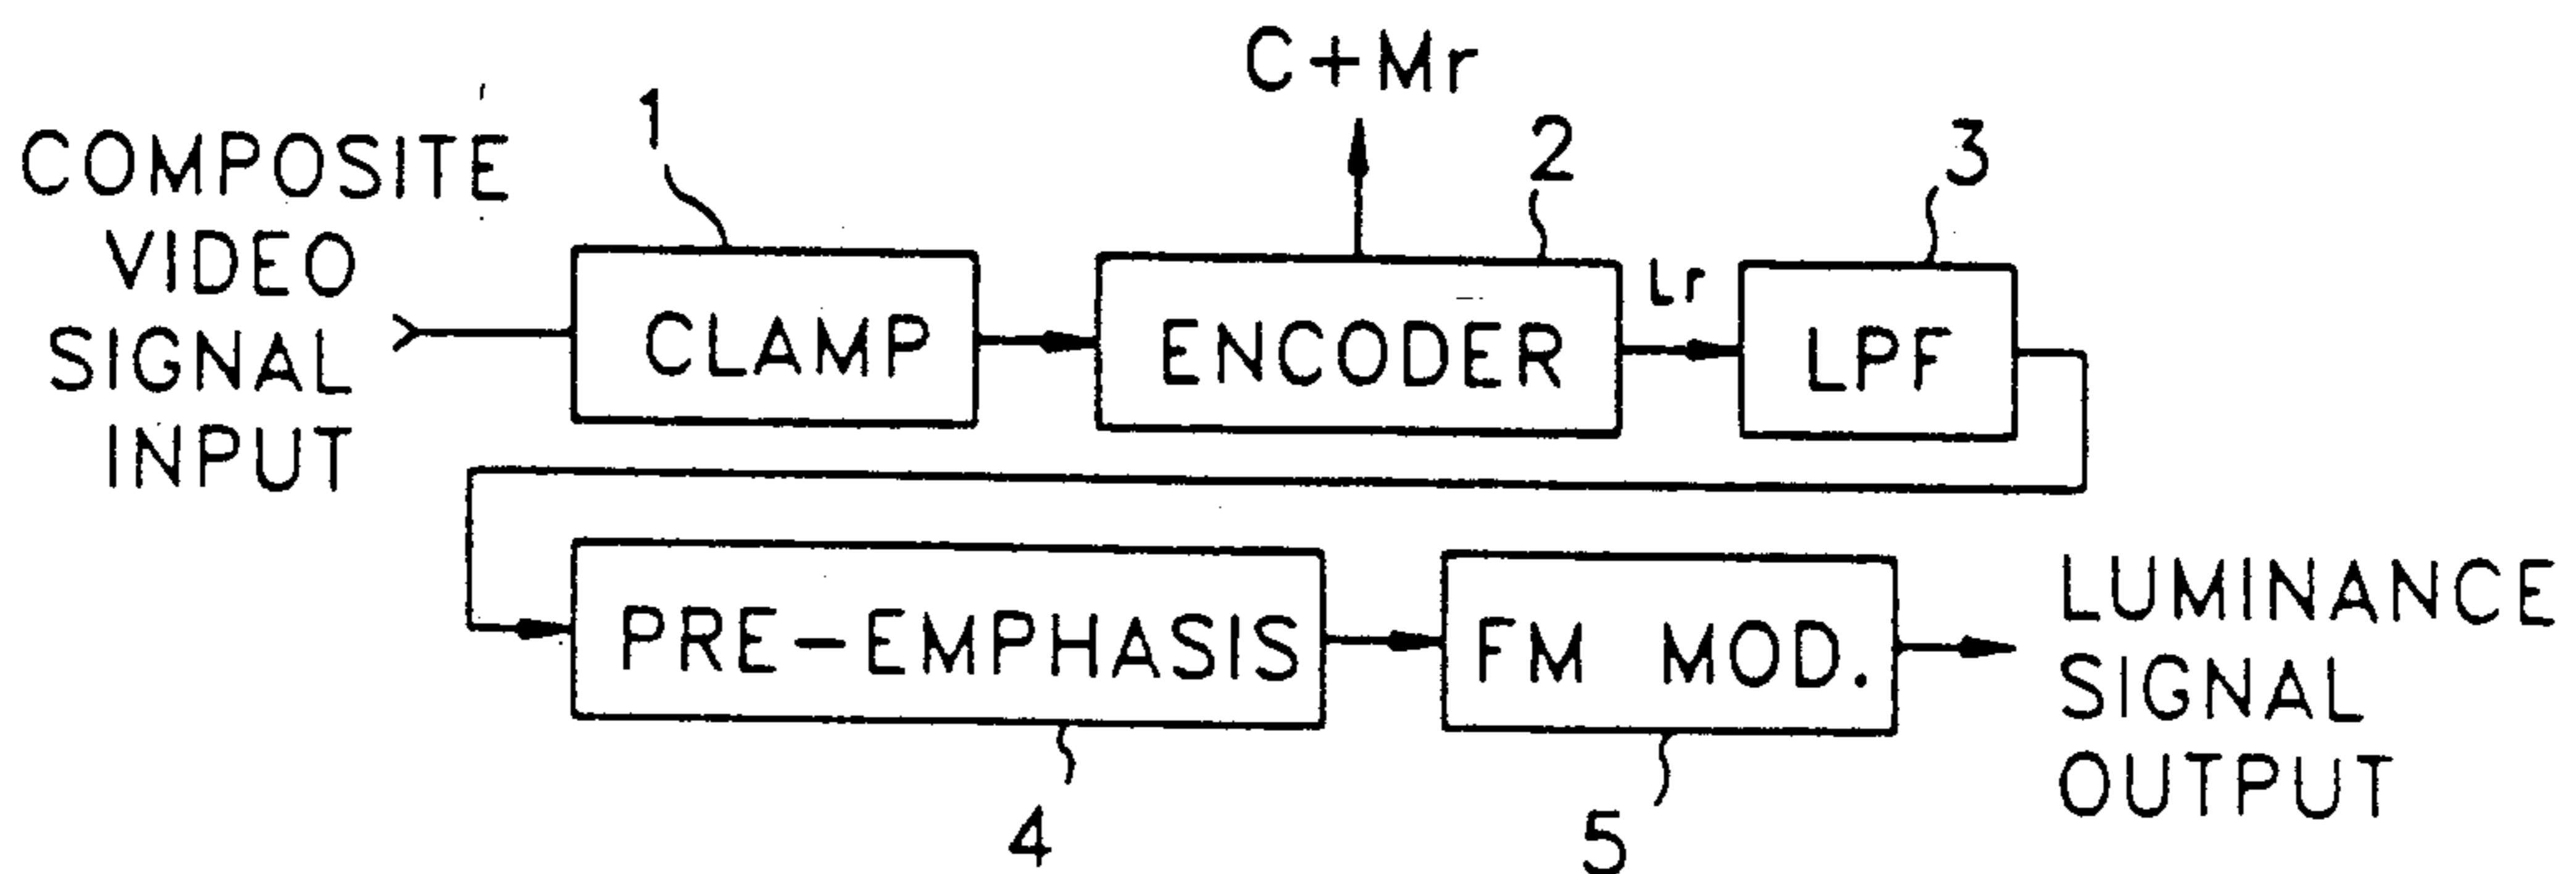 C+Mr
1
2
3
COMPOSITE
VIDEO
SIGNAL
INPUT
CLAMP
ENCODER
Lr
LPF
PRE-EMPHASIS
FM MOD.
LUMINANCE
SIGNAL
OUTPUT
4
5